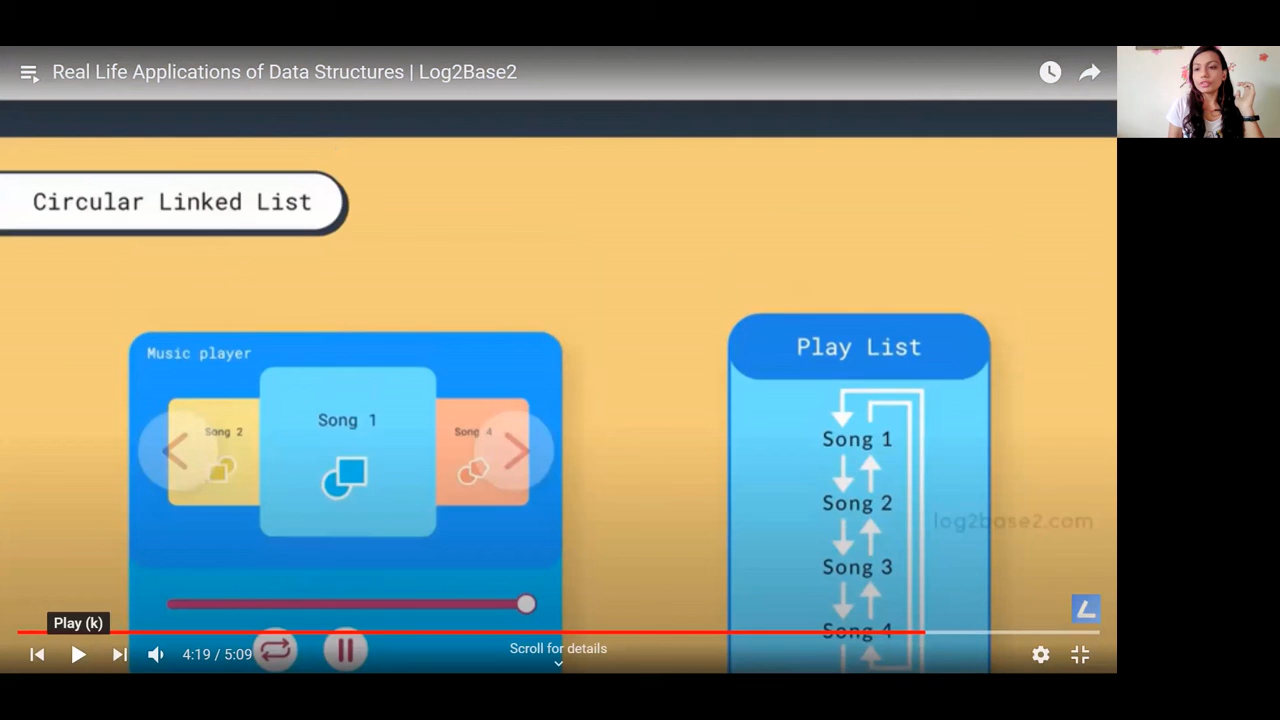 Real Life Applications of Data Structures | Log2Base2
Circular Linked List
Music player
Song 2
Song 1
Song 4
Play List
Song 1
Song 2
log2base2.com
Song 3
Song 4
Play (k)
4:19 / 5:09
Scroll for details